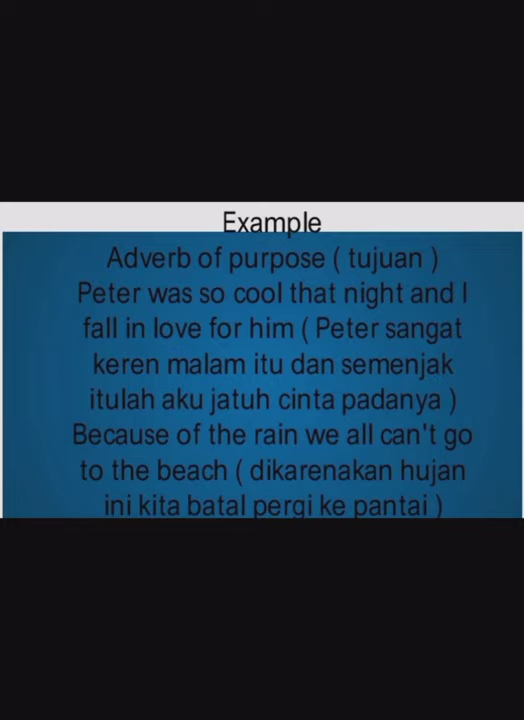 Example
Adverb of purpose ( tujuan )
Peter was so cool that night and I
fall in love for him ( Peter sangat
keren malam itu dan semenjak
itulah aku jatuh cinta padanya )
Because of the rain we all can't go
to the beach ( dikarenakan hujan
ini kita batal pergi ke pantai )